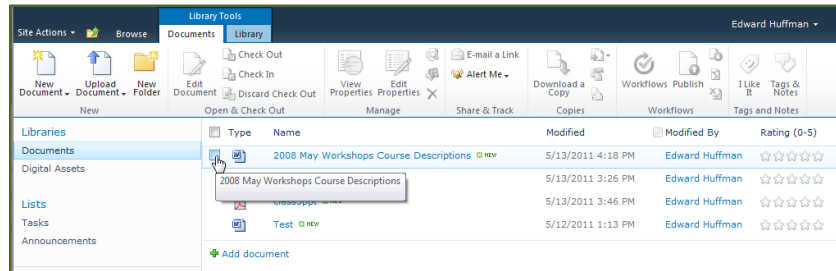 Library Tools
Edward Huffman
Site Actions Browse Documents Library
Check Out
E-mail a Link
Check In
Alert Me
New Document
Upload Document
New Folder
Edit Document
Discard Check Out
View Properties
Edit Properties
Download a Copy
Workflows
Publish
I Like It
Tags & Notes
New Open & Check Out Manage Share & Track Copies Workflows Tags and Notes
Libraries
Type Name Modified Modified By Rating (0-5)
Documents
2008 May Workshops Course Descriptions NEW 5/13/2011 4:18 PM Edward Huffman
Digital Assets
2008 May Workshops Course Descriptions
5/13/2011 3:26 PM Edward Huffman
Lists
5/13/2011 3:46 PM Edward Huffman
Tasks
Test NEW 5/12/2011 1:13 PM Edward Huffman
Announcements
Add document